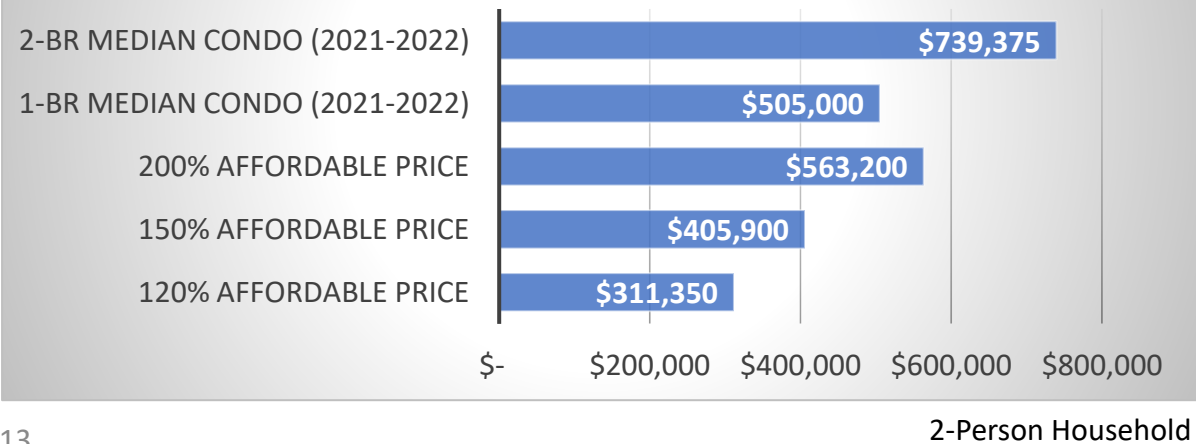 2-BR MEDIAN CONDO (2021-2022) $739,375
1-BR MEDIAN CONDO (2021-2022) $505,000
200% AFFORDABLE PRICE $563,200
150% AFFORDABLE PRICE $405,900
120% AFFORDABLE PRICE $311,350
$- $200,000 $400,000 $600,000 $800,000
2-Person Household
13